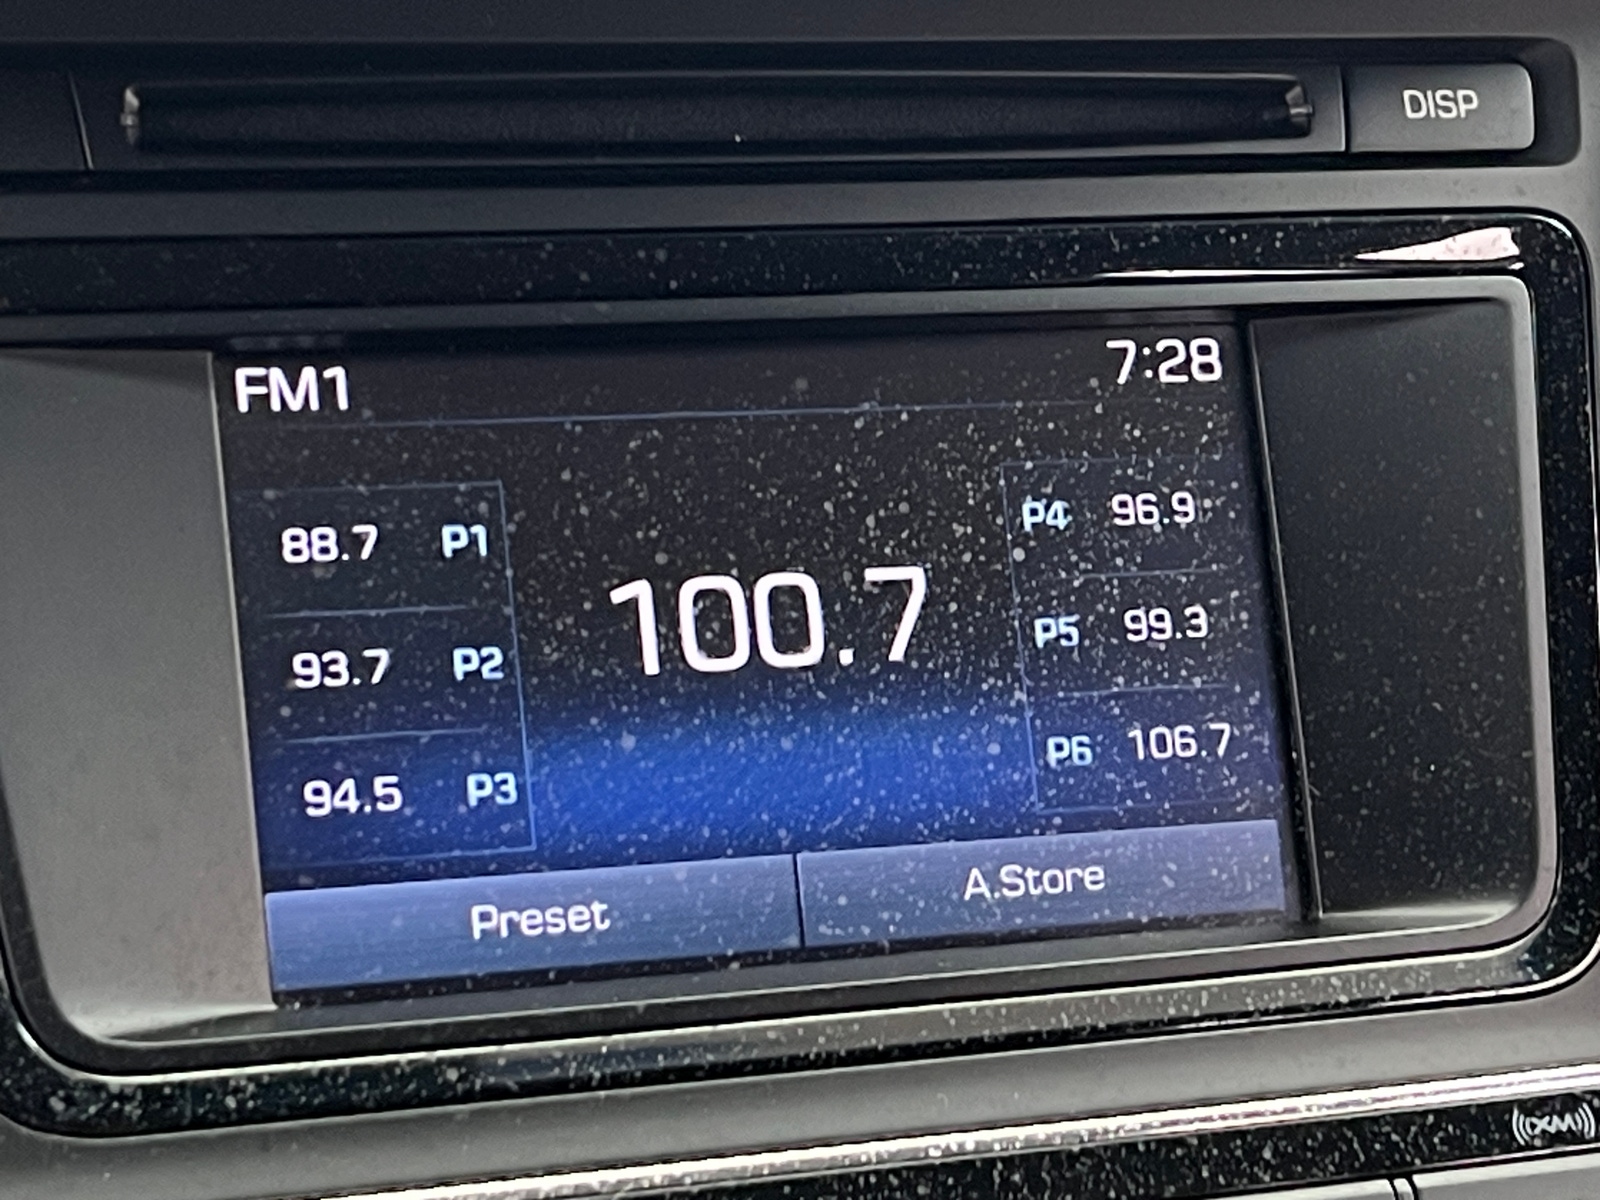 DISP
FM1
7:28
88.7 P1
93.7 P2
94.5 P3
100.7
P4 96.9
P5 99.3
P6 106.7
Preset
A.Store
((XM))